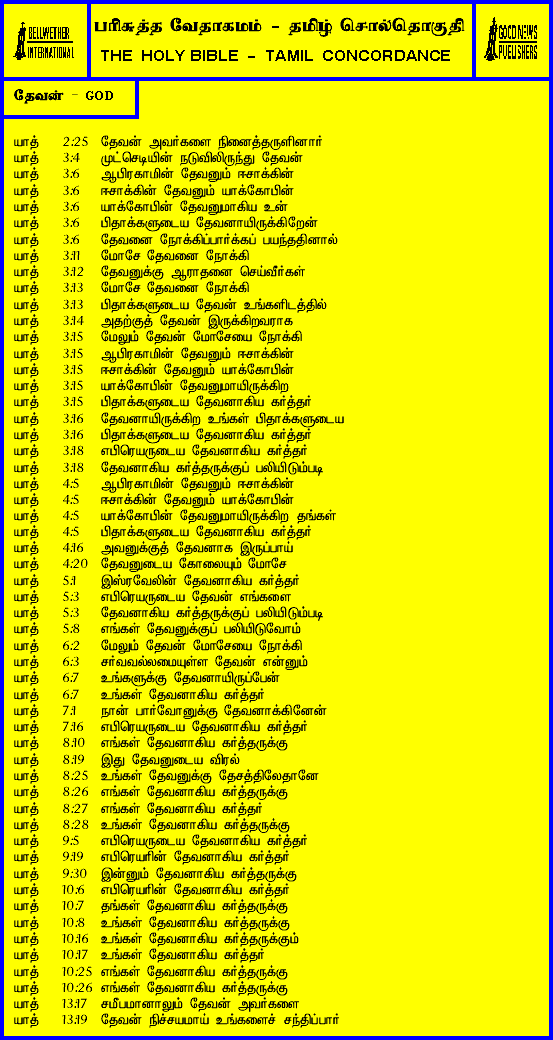 BELLWETHER
INTERNATIONAL
பரிசுத்த வேதாகமம் - தமிழ் சொல்தொகுதி
THE HOLY BIBLE - TAMIL CONCORDANCE
GOOD NEWS
PUBLISHERS
தேவன் - GOD
யாத் 2:25 தேவன் அவர்களை நினைத்தருளினார்
யாத் 3:4 முட்செடியின் நடுவிலிருந்து தேவன்
யாத் 3:6 ஆபிரகாமின் தேவனும் ஈசாக்கின்
யாத் 3:6 ஈசாக்கின் தேவனும் யாக்கோபின்
யாத் 3:6 யாக்கோபின் தேவனுமாகிய உன்
யாத் 3:6 பிதாக்களுடைய தேவனாயிருக்கிறேன்
யாத் 3:6 தேவனை நோக்கிப்பார்க்கப் பயந்ததினால்
யாத் 3:11 மோசே தேவனை நோக்கி
யாத் 3:12 தேவனுக்கு ஆராதனை செய்வீர்கள்
யாத் 3:13 மோசே தேவனை நோக்கி
யாத் 3:13 பிதாக்களுடைய தேவன் உங்களிடத்தில்
யாத் 3:14 அதற்குத் தேவன் இருக்கிறவராக
யாத் 3:15 மேலும் தேவன் மோசேயை நோக்கி
யாத் 3:15 ஆபிரகாமின் தேவனும் ஈசாக்கின்
யாத் 3:15 ஈசாக்கின் தேவனும் யாக்கோபின்
யாத் 3:15 யாக்கோபின் தேவனுமாயிருக்கிற
யாத் 3:15 பிதாக்களுடைய தேவனாகிய கர்த்தர்
யாத் 3:16 தேவனாயிருக்கிற உங்கள் பிதாக்களுடைய
யாத் 3:16 பிதாக்களுடைய தேவனாகிய கர்த்தர்
யாத் 3:18 எபிரெயருடைய தேவனாகிய கர்த்தர்
யாத் 3:18 தேவனாகிய கர்த்தருக்குப் பலியிடும்படி
யாத் 4:5 ஆபிரகாமின் தேவனும் ஈசாக்கின்
யாத் 4:5 ஈசாக்கின் தேவனும் யாக்கோபின்
யாத் 4:5 யாக்கோபின் தேவனுமாயிருக்கிற தங்கள்
யாத் 4:5 பிதாக்களுடைய தேவனாகிய கர்த்தர்
யாத் 4:16 அவனுக்குத் தேவனாக இருப்பாய்
யாத் 4:20 தேவனுடைய கோலையும் மோசே
யாத் 5:1 இஸ்ரவேலின் தேவனாகிய கர்த்தர்
யாத் 5:3 எபிரெயருடைய தேவன் எங்களை
யாத் 5:3 தேவனாகிய கர்த்தருக்குப் பலியிடும்படி
யாத் 5:8 எங்கள் தேவனுக்குப் பலியிடுவோம்
யாத் 6:2 மேலும் தேவன் மோசேயை நோக்கி
யாத் 6:3 சர்வவல்லமையுள்ள தேவன் என்னும்
யாத் 6:7 உங்களுக்கு தேவனாயிருப்பேன்
யாத் 6:7 உங்கள் தேவனாகிய கர்த்தர்
யாத் 7:1 நான் பார்வோனுக்கு தேவனாக்கினேன்
யாத் 7:16 எபிரெயருடைய தேவனாகிய கர்த்தர்
யாத் 8:10 எங்கள் தேவனாகிய கர்த்தருக்கு
யாத் 8:19 இது தேவனுடைய விரல்
யாத் 8:25 உங்கள் தேவனுக்கு தேசத்திலேதானே
யாத் 8:26 எங்கள் தேவனாகிய கர்த்தருக்கு
யாத் 8:27 எங்கள் தேவனாகிய கர்த்தர்
யாத் 8:28 உங்கள் தேவனாகிய கர்த்தருக்கு
யாத் 9:5 எபிரெயருடைய தேவனாகிய கர்த்தர்
யாத் 9:19 எபிரெயரின் தேவனாகிய கர்த்தர்
யாத் 9:30 இன்னும் தேவனாகிய கர்த்தருக்கு
யாத் 10:6 எபிரெயரின் தேவனாகிய கர்த்தர்
யாத் 10:7 தங்கள் தேவனாகிய கர்த்தருக்கு
யாத் 10:8 உங்கள் தேவனாகிய கர்த்தருக்கு
யாத் 10:16 உங்கள் தேவனாகிய கர்த்தருக்கும்
யாத் 10:17 உங்கள் தேவனாகிய கர்த்தர்
யாத் 10:25 எங்கள் தேவனாகிய கர்த்தருக்கு
யாத் 10:26 எங்கள் தேவனாகிய கர்த்தருக்கு
யாத் 13:17 சமீபமானாலும் தேவன் அவர்களை
யாத் 13:19 தேவன் நிச்சயமாய் உங்களைச் சந்திப்பார்